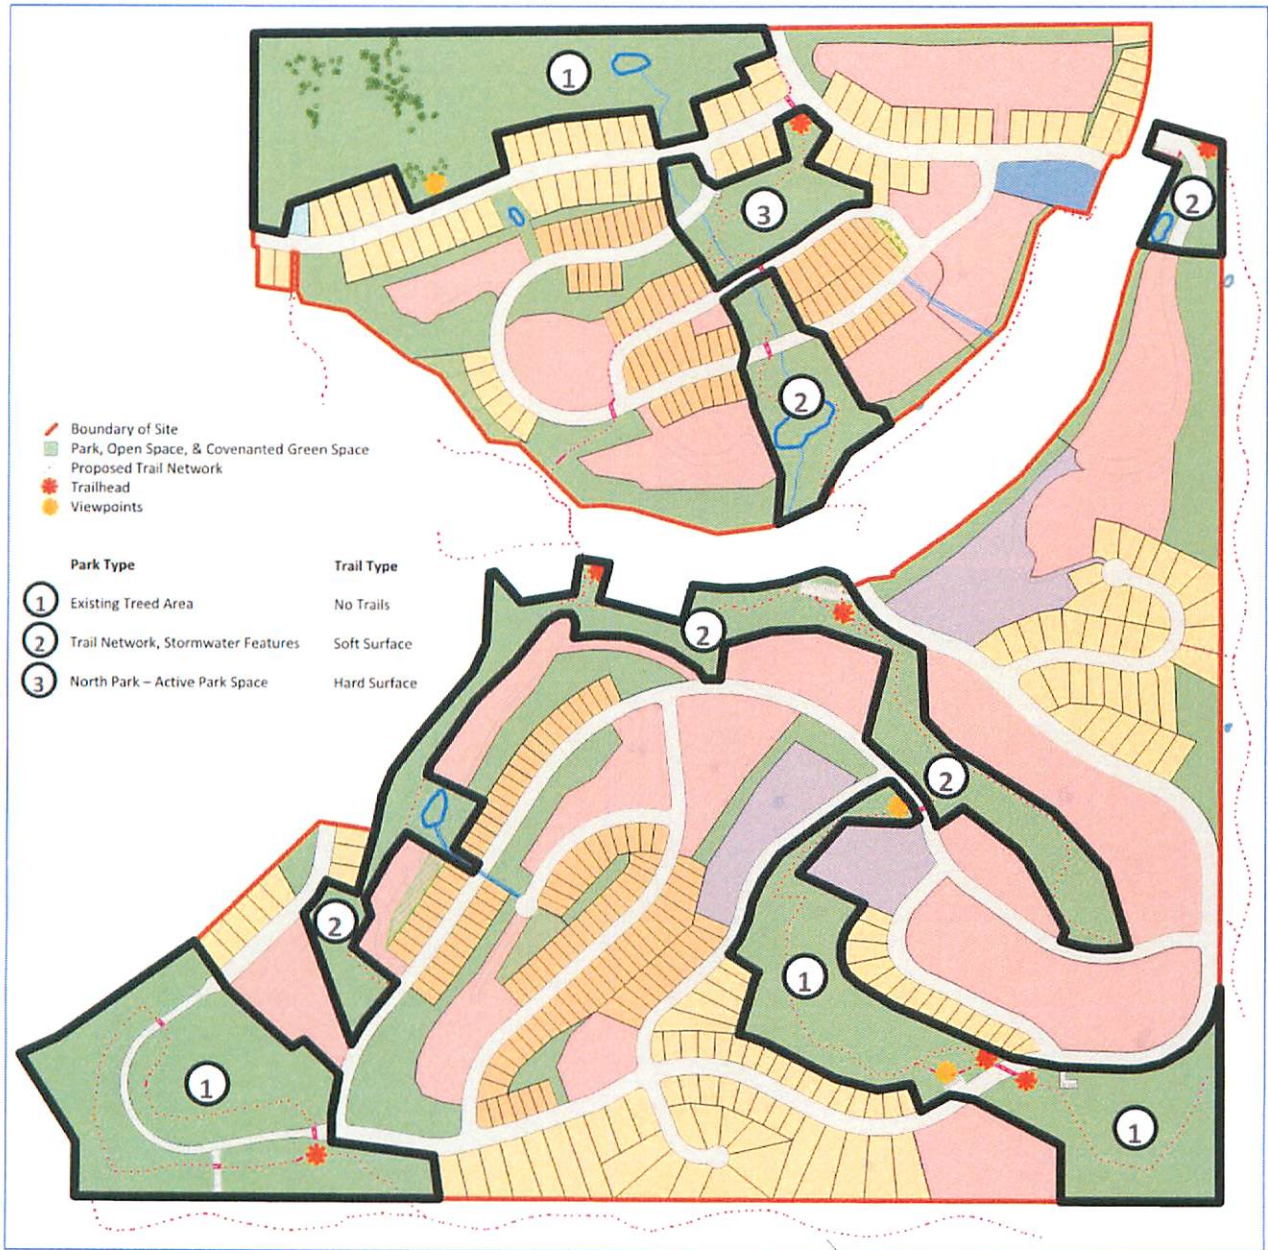 1
3
2
2
Boundary of Site
Park, Open Space, & Covenanted Green Space
Proposed Trail Network
Trailhead
Viewpoints
Park Type Trail Type
1 Existing Treed Area No Trails
2 Trail Network, Stormwater Features Soft Surface
3 North Park – Active Park Space Hard Surface
2
2
2
1
1
1